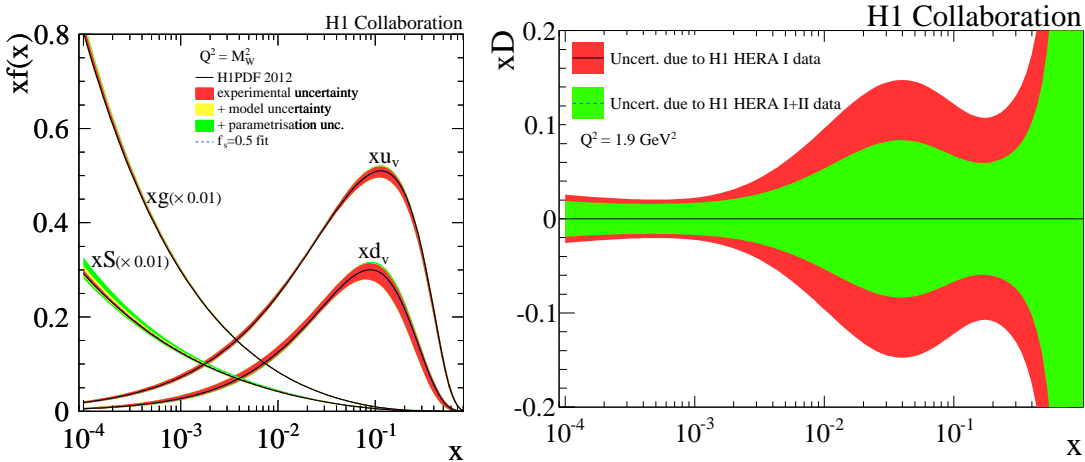 H1 Collaboration
xf(x)
0.8
0.6
0.4
0.2
0
Q² = M²_W
H1PDF 2012
experimental uncertainty
+ model uncertainty
+ parametrisation unc.
f_s=0.5 fit
xu_v
xg(× 0.01)
xS(× 0.01)
xd_v
10⁻⁴ 10⁻³ 10⁻² 10⁻¹
x
H1 Collaboration
xD
0.2
0.1
0
-0.1
-0.2
Uncert. due to H1 HERA I data
Uncert. due to H1 HERA I+II data
Q² = 1.9 GeV²
10⁻⁴ 10⁻³ 10⁻² 10⁻¹
x